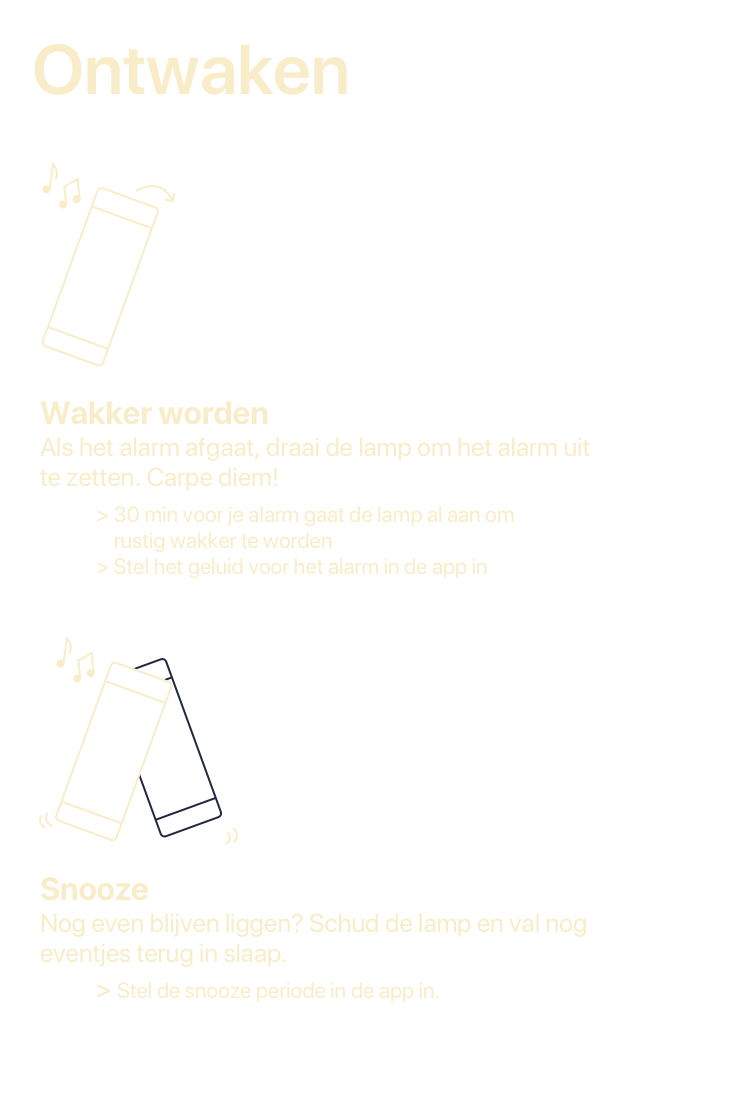 Ontwaken
Wakker worden
Als het alarm afgaat, draai de lamp om het alarm uit
te zetten. Carpe diem!
> 30 min voor je alarm gaat de lamp al aan om
rustig wakker te worden
> Stel het geluid voor het alarm in de app in
Snooze
Nog even blijven liggen? Schud de lamp en val nog
eventjes terug in slaap.
> Stel de snooze periode in de app in.